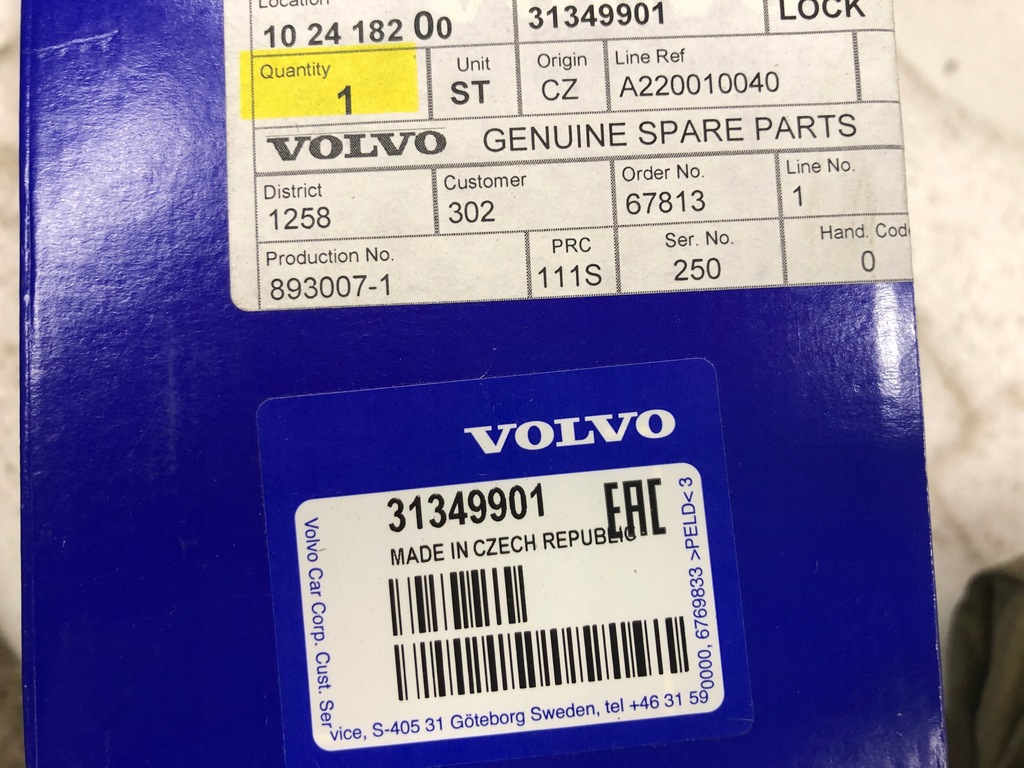 Location
10 24 182 00
31349901
LOCK
Quantity
1
Unit
ST
Origin
CZ
Line Ref
A220010040
VOLVO GENUINE SPARE PARTS
District
1258
Customer
302
Order No.
67813
Line No.
1
Production No.
893007-1
PRC
111S
Ser. No.
250
Hand. Code
0
VOLVO
31349901
EAC
MADE IN CZECH REPUBLIC
Volvo Car Corp. Cust. Service, S-405 31 Göteborg Sweden, tel +46 31 590000, 6769833 >PELD< 3